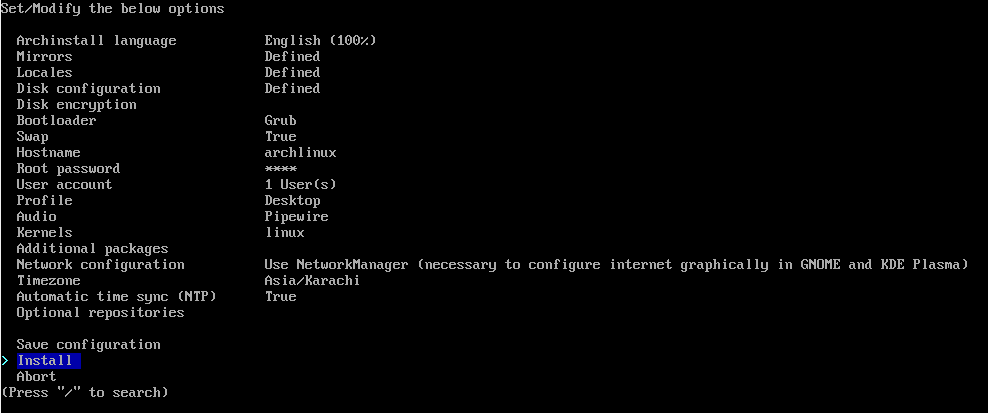 Set/Modify the below options
Archinstall language English (100%)
Mirrors Defined
Locales Defined
Disk configuration Defined
Disk encryption
Bootloader Grub
Swap True
Hostname archlinux
Root password ****
User account 1 User(s)
Profile Desktop
Audio Pipewire
Kernels linux
Additional packages
Network configuration Use NetworkManager (necessary to configure internet graphically in GNOME and KDE Plasma)
Timezone Asia/Karachi
Automatic time sync (NTP) True
Optional repositories
Save configuration
> Install
Abort
(Press "/" to search)